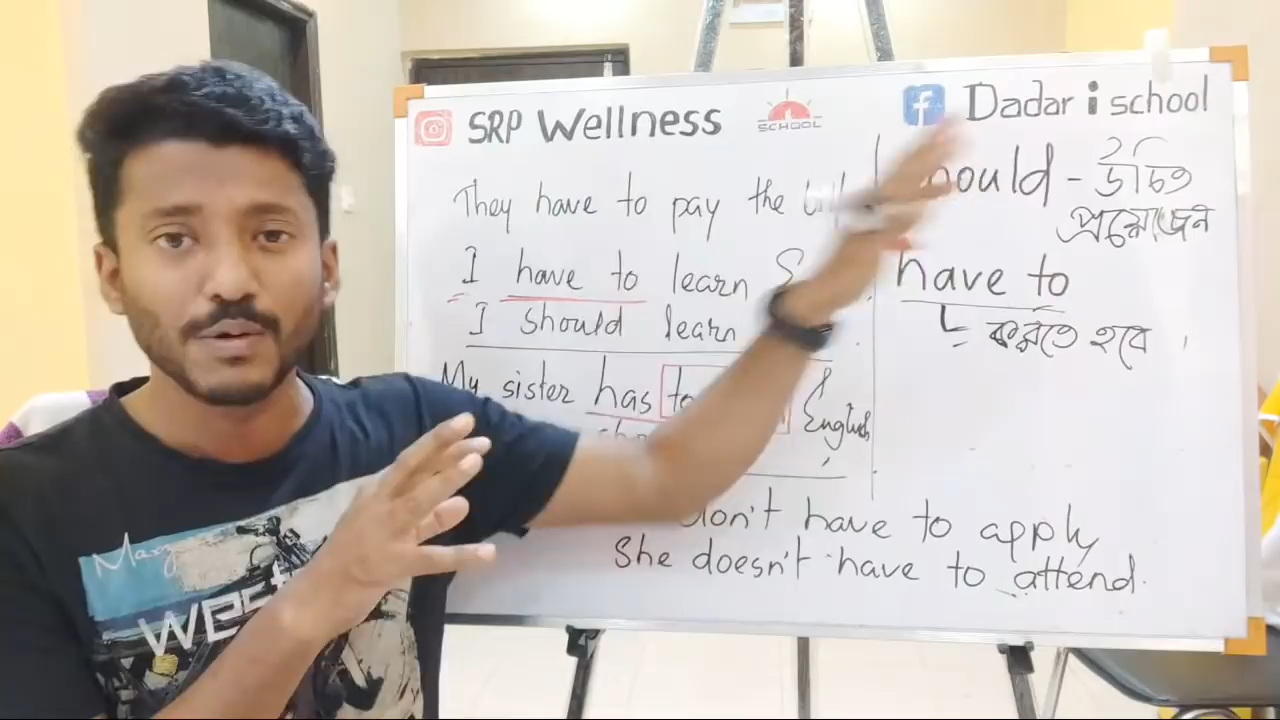 SRP Wellness
SCHOOL
Dadar i school
They have to pay the
I have to learn
I should learn
My sister has to
English
don't have to apply
She doesn't have to attend.
ould - উচিত
প্রয়োজন
have to
করতে হবে
WEST